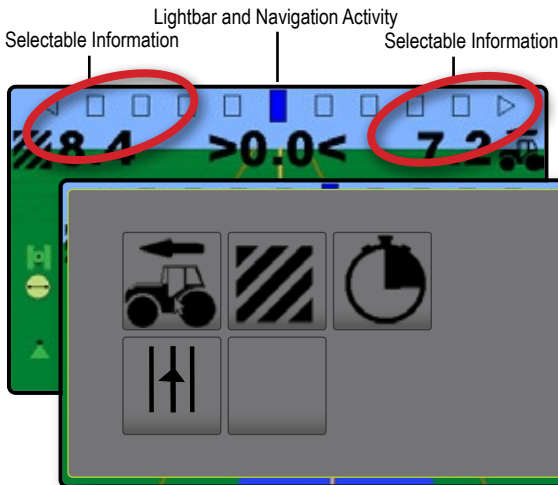 Lightbar and Navigation Activity
Selectable Information
Selectable Information
8.4 >0.0< 7.2